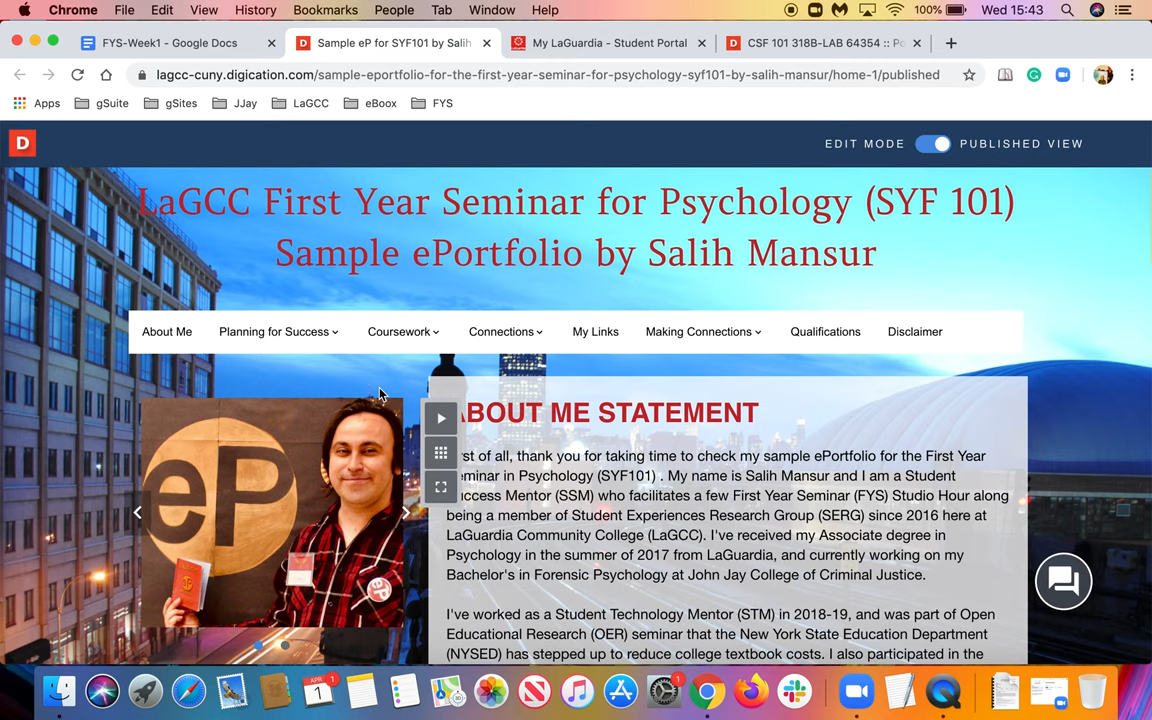 Chrome File Edit View History Bookmarks People Tab Window Help 100% Wed 15:43
FYS-Week1 - Google Docs Sample eP for SYF101 by Salih My LaGuardia - Student Portal CSF 101 318B-LAB 64354 :: Po
lagcc-cuny.digication.com/sample-eportfolio-for-the-first-year-seminar-for-psychology-syf101-by-salih-mansur/home-1/published
Apps gSuite gSites JJay LaGCC eBoox FYS
D EDIT MODE PUBLISHED VIEW
LaGCC First Year Seminar for Psychology (SYF 101)
Sample ePortfolio by Salih Mansur
About Me Planning for Success Coursework Connections My Links Making Connections Qualifications Disclaimer
eP
eP
ABOUT ME STATEMENT
rst of all, thank you for taking time to check my sample ePortfolio for the First Year
eminar in Psychology (SYF101) . My name is Salih Mansur and I am a Student
uccess Mentor (SSM) who facilitates a few First Year Seminar (FYS) Studio Hour along
being a member of Student Experiences Research Group (SERG) since 2016 here at
LaGuardia Community College (LaGCC). I've received my Associate degree in
Psychology in the summer of 2017 from LaGuardia, and currently working on my
Bachelor's in Forensic Psychology at John Jay College of Criminal Justice.
I've worked as a Student Technology Mentor (STM) in 2018-19, and was part of Open
Educational Research (OER) seminar that the New York State Education Department
(NYSED) has stepped up to reduce college textbook costs. I also participated in the
APR 1 1 1